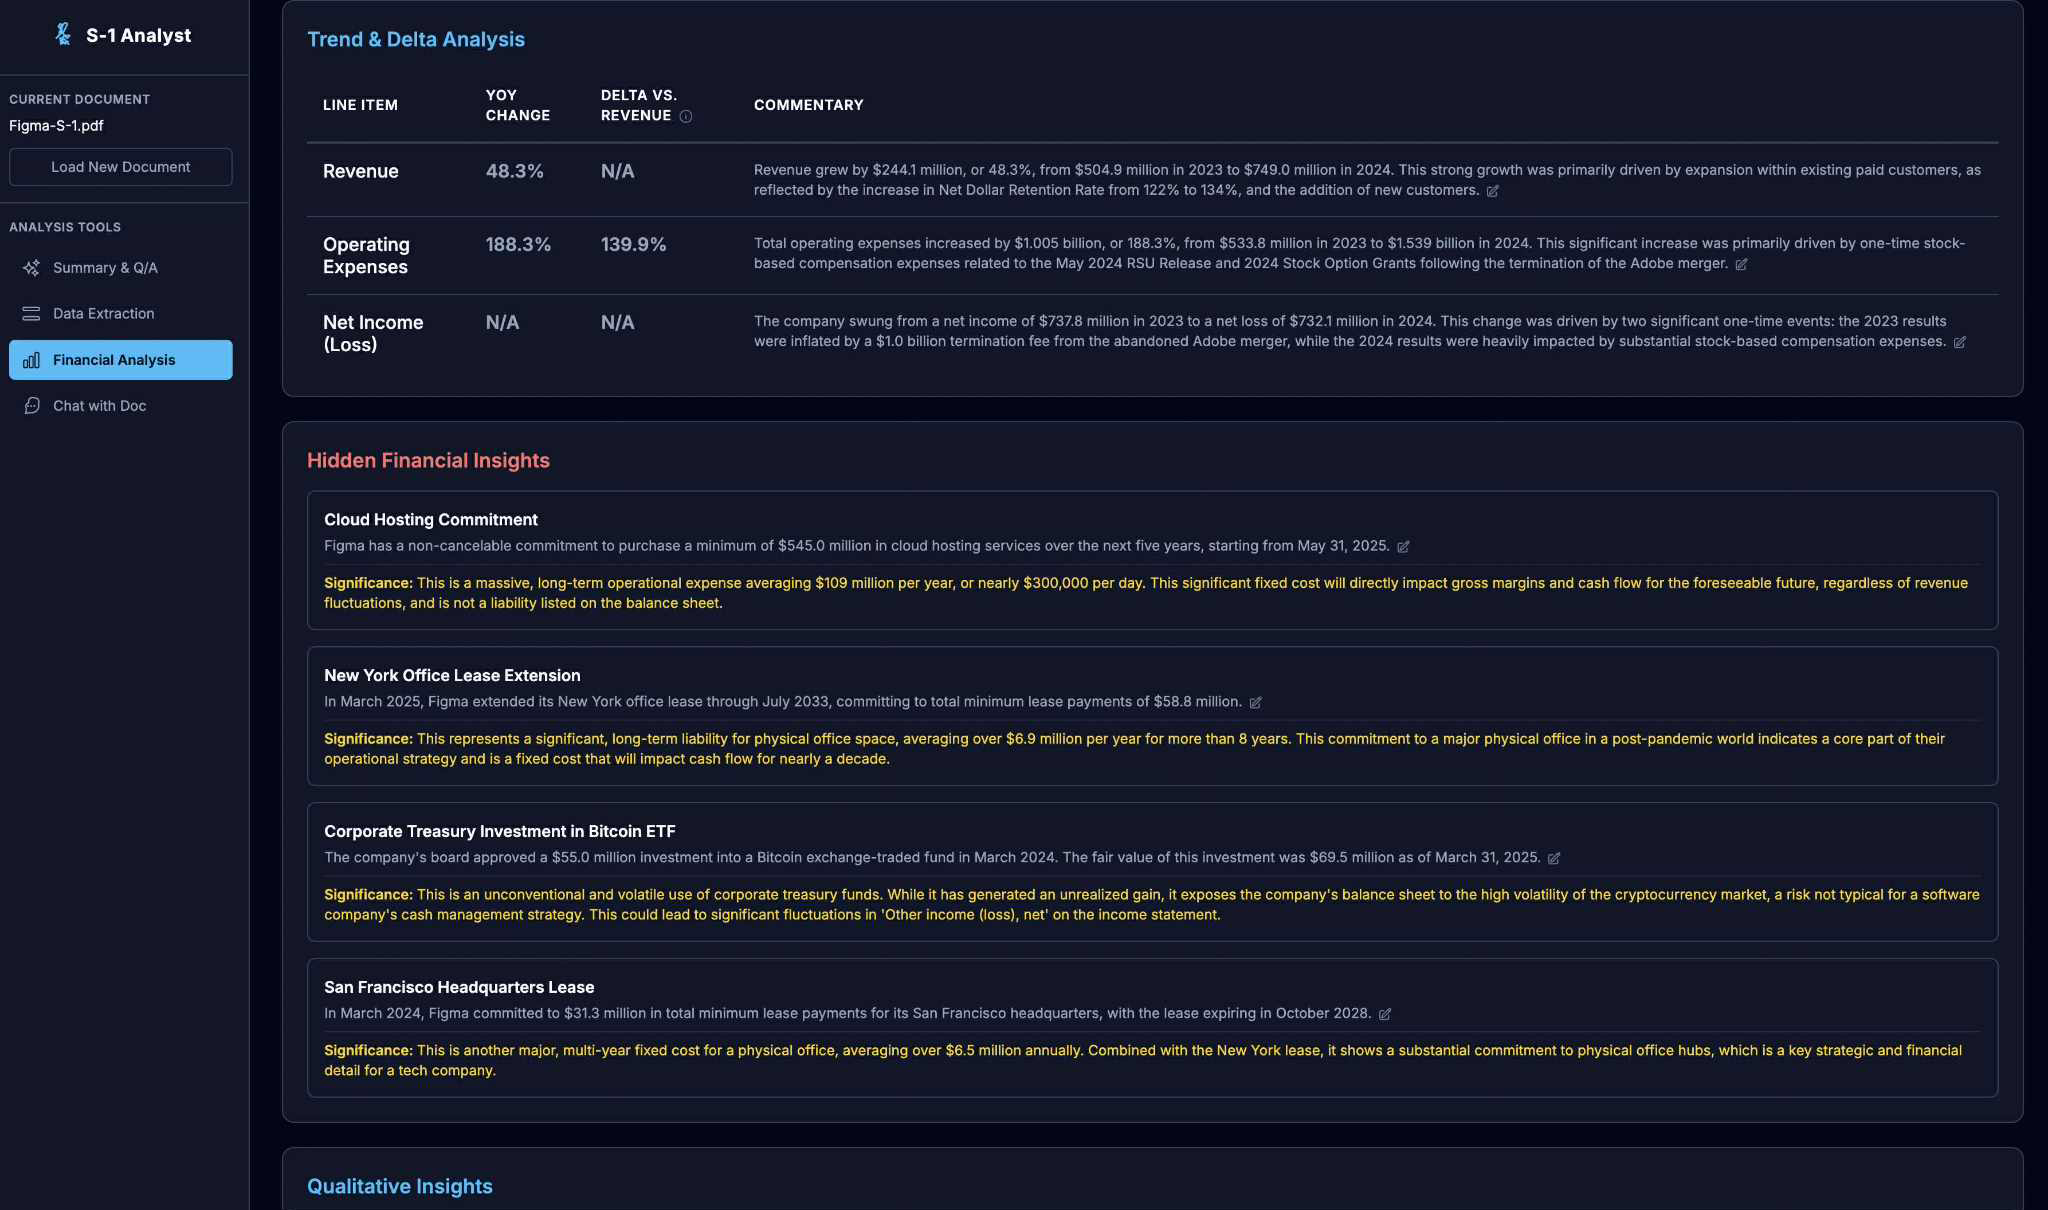 S-1 Analyst
CURRENT DOCUMENT
Figma-S-1.pdf
Load New Document
ANALYSIS TOOLS
Summary & Q/A
Data Extraction
Financial Analysis
Chat with Doc
Trend & Delta Analysis
LINE ITEM
YOY
CHANGE
DELTA VS.
REVENUE
COMMENTARY
Revenue
48.3%
N/A
Revenue grew by $244.1 million, or 48.3%, from $504.9 million in 2023 to $749.0 million in 2024. This strong growth was primarily driven by expansion within existing paid customers, as
reflected by the increase in Net Dollar Retention Rate from 122% to 134%, and the addition of new customers.
Operating
Expenses
188.3%
139.9%
Total operating expenses increased by $1.005 billion, or 188.3%, from $533.8 million in 2023 to $1.539 billion in 2024. This significant increase was primarily driven by one-time stock-
based compensation expenses related to the May 2024 RSU Release and 2024 Stock Option Grants following the termination of the Adobe merger.
Net Income
(Loss)
N/A
N/A
The company swung from a net income of $737.8 million in 2023 to a net loss of $732.1 million in 2024. This change was driven by two significant one-time events: the 2023 results
were inflated by a $1.0 billion termination fee from the abandoned Adobe merger, while the 2024 results were heavily impacted by substantial stock-based compensation expenses.
Hidden Financial Insights
Cloud Hosting Commitment
Figma has a non-cancelable commitment to purchase a minimum of $545.0 million in cloud hosting services over the next five years, starting from May 31, 2025.
Significance: This is a massive, long-term operational expense averaging $109 million per year, or nearly $300,000 per day. This significant fixed cost will directly impact gross margins and cash flow for the foreseeable future, regardless of revenue
fluctuations, and is not a liability listed on the balance sheet.
New York Office Lease Extension
In March 2025, Figma extended its New York office lease through July 2033, committing to total minimum lease payments of $58.8 million.
Significance: This represents a significant, long-term liability for physical office space, averaging over $6.9 million per year for more than 8 years. This commitment to a major physical office in a post-pandemic world indicates a core part of their
operational strategy and is a fixed cost that will impact cash flow for nearly a decade.
Corporate Treasury Investment in Bitcoin ETF
The company's board approved a $55.0 million investment into a Bitcoin exchange-traded fund in March 2024. The fair value of this investment was $69.5 million as of March 31, 2025.
Significance: This is an unconventional and volatile use of corporate treasury funds. While it has generated an unrealized gain, it exposes the company's balance sheet to the high volatility of the cryptocurrency market, a risk not typical for a software
company's cash management strategy. This could lead to significant fluctuations in 'Other income (loss), net' on the income statement.
San Francisco Headquarters Lease
In March 2024, Figma committed to $31.3 million in total minimum lease payments for its San Francisco headquarters, with the lease expiring in October 2028.
Significance: This is another major, multi-year fixed cost for a physical office, averaging over $6.5 million annually. Combined with the New York lease, it shows a substantial commitment to physical office hubs, which is a key strategic and financial
detail for a tech company.
Qualitative Insights